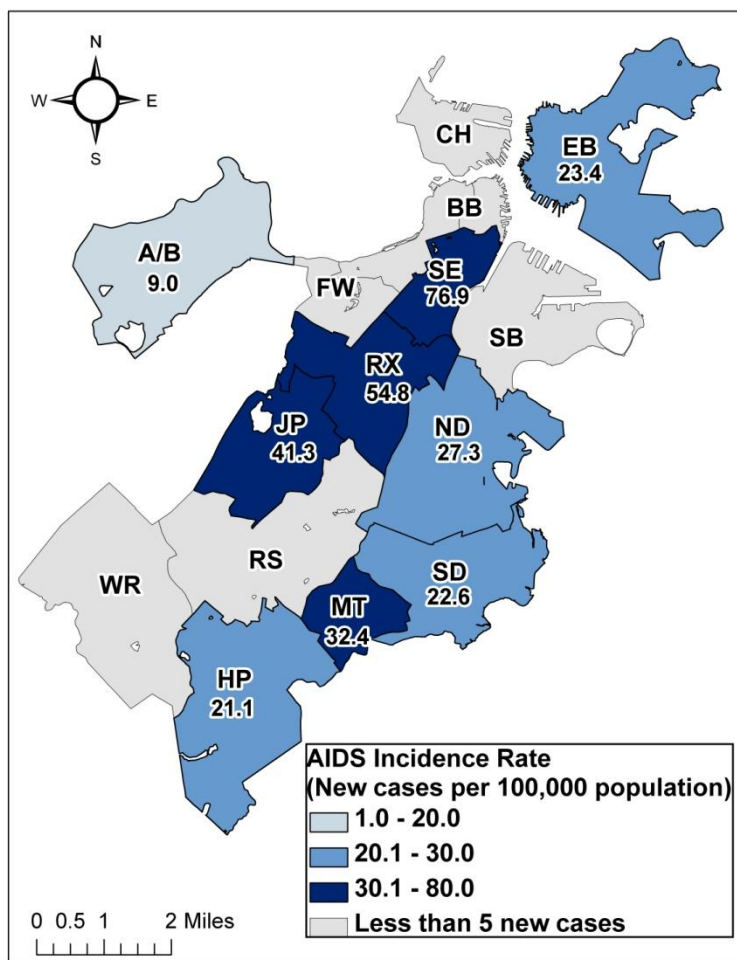 N
W E
S
CH
EB
23.4
BB
A/B
9.0
SE
76.9
FW
SB
RX
54.8
JP
41.3
ND
27.3
RS
WR
SD
22.6
MT
32.4
HP
21.1
AIDS Incidence Rate
(New cases per 100,000 population)
1.0 - 20.0
20.1 - 30.0
30.1 - 80.0
Less than 5 new cases
0 0.5 1 2 Miles